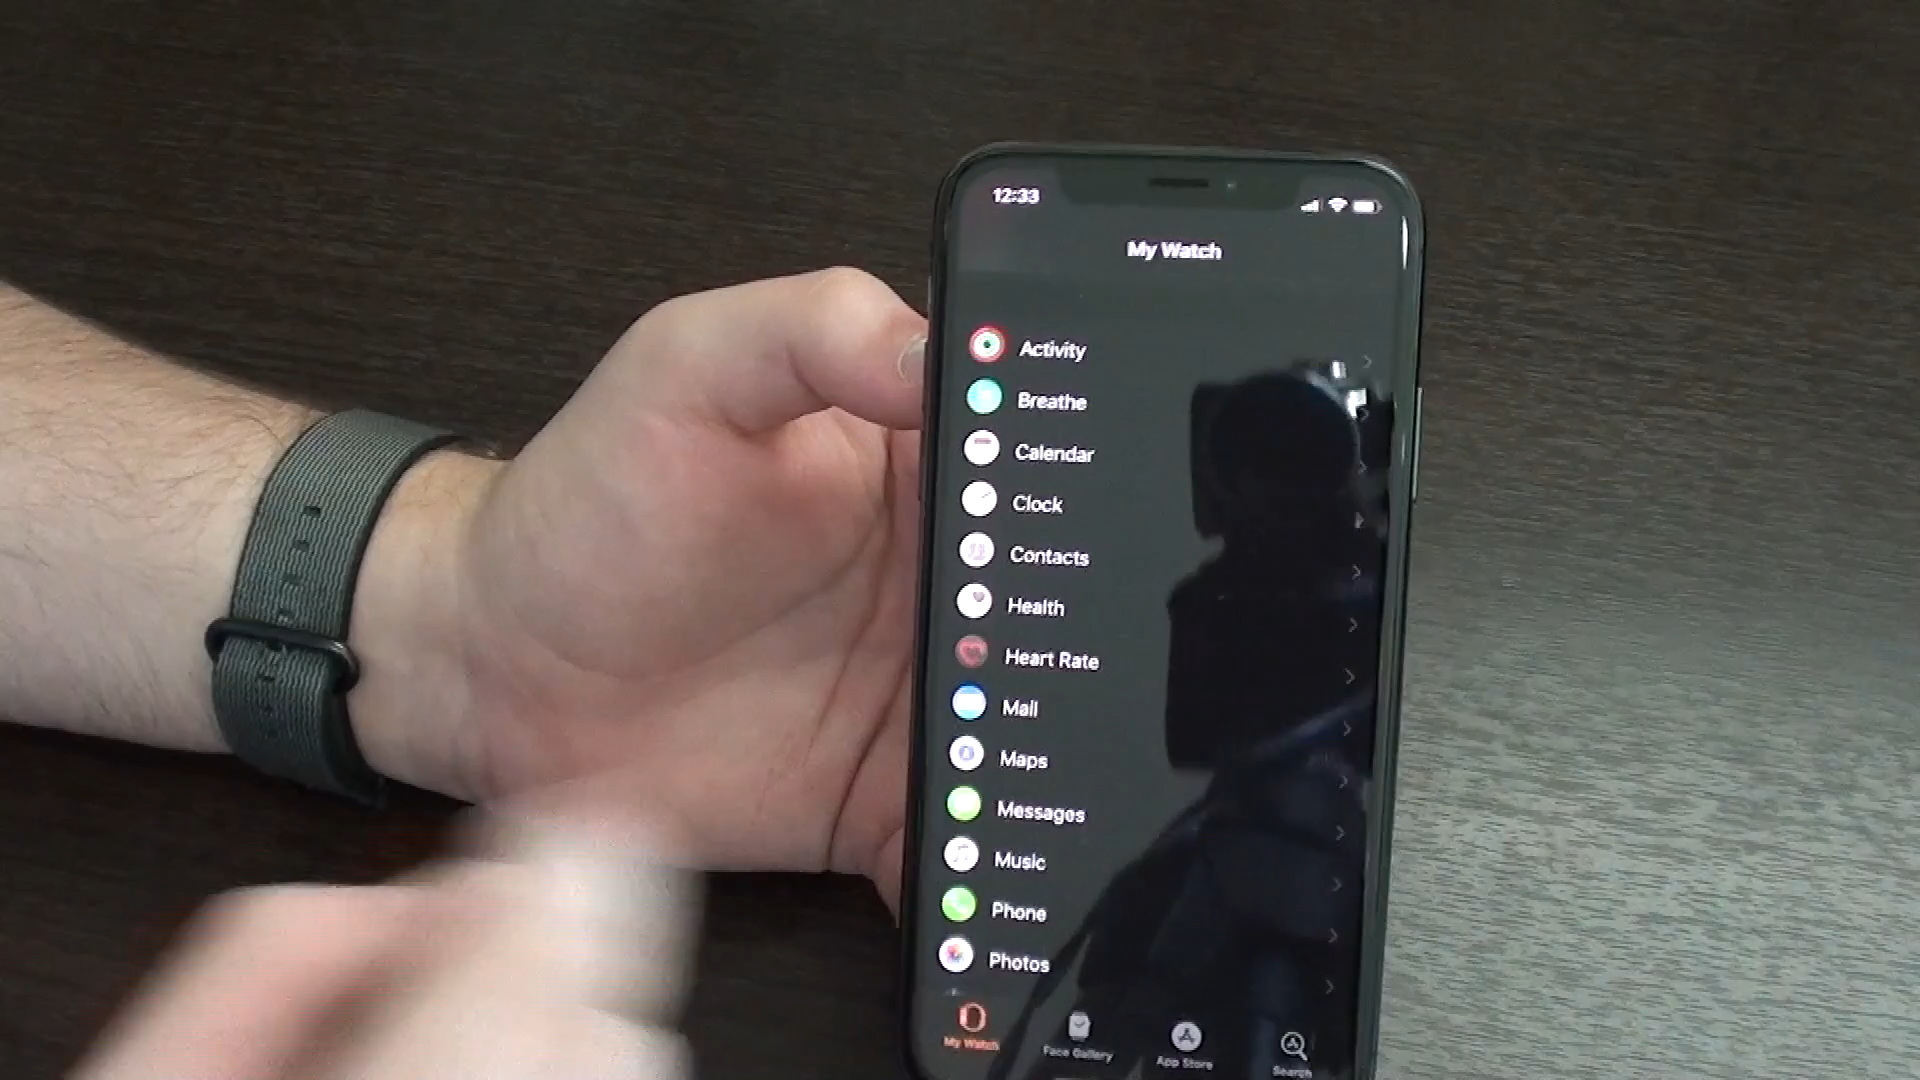 12:33
My Watch
Activity
Breathe
Calendar
Clock
Contacts
Health
Heart Rate
Mail
Maps
Messages
Music
Phone
Photos
My Watch
Face Gallery
App Store
Search